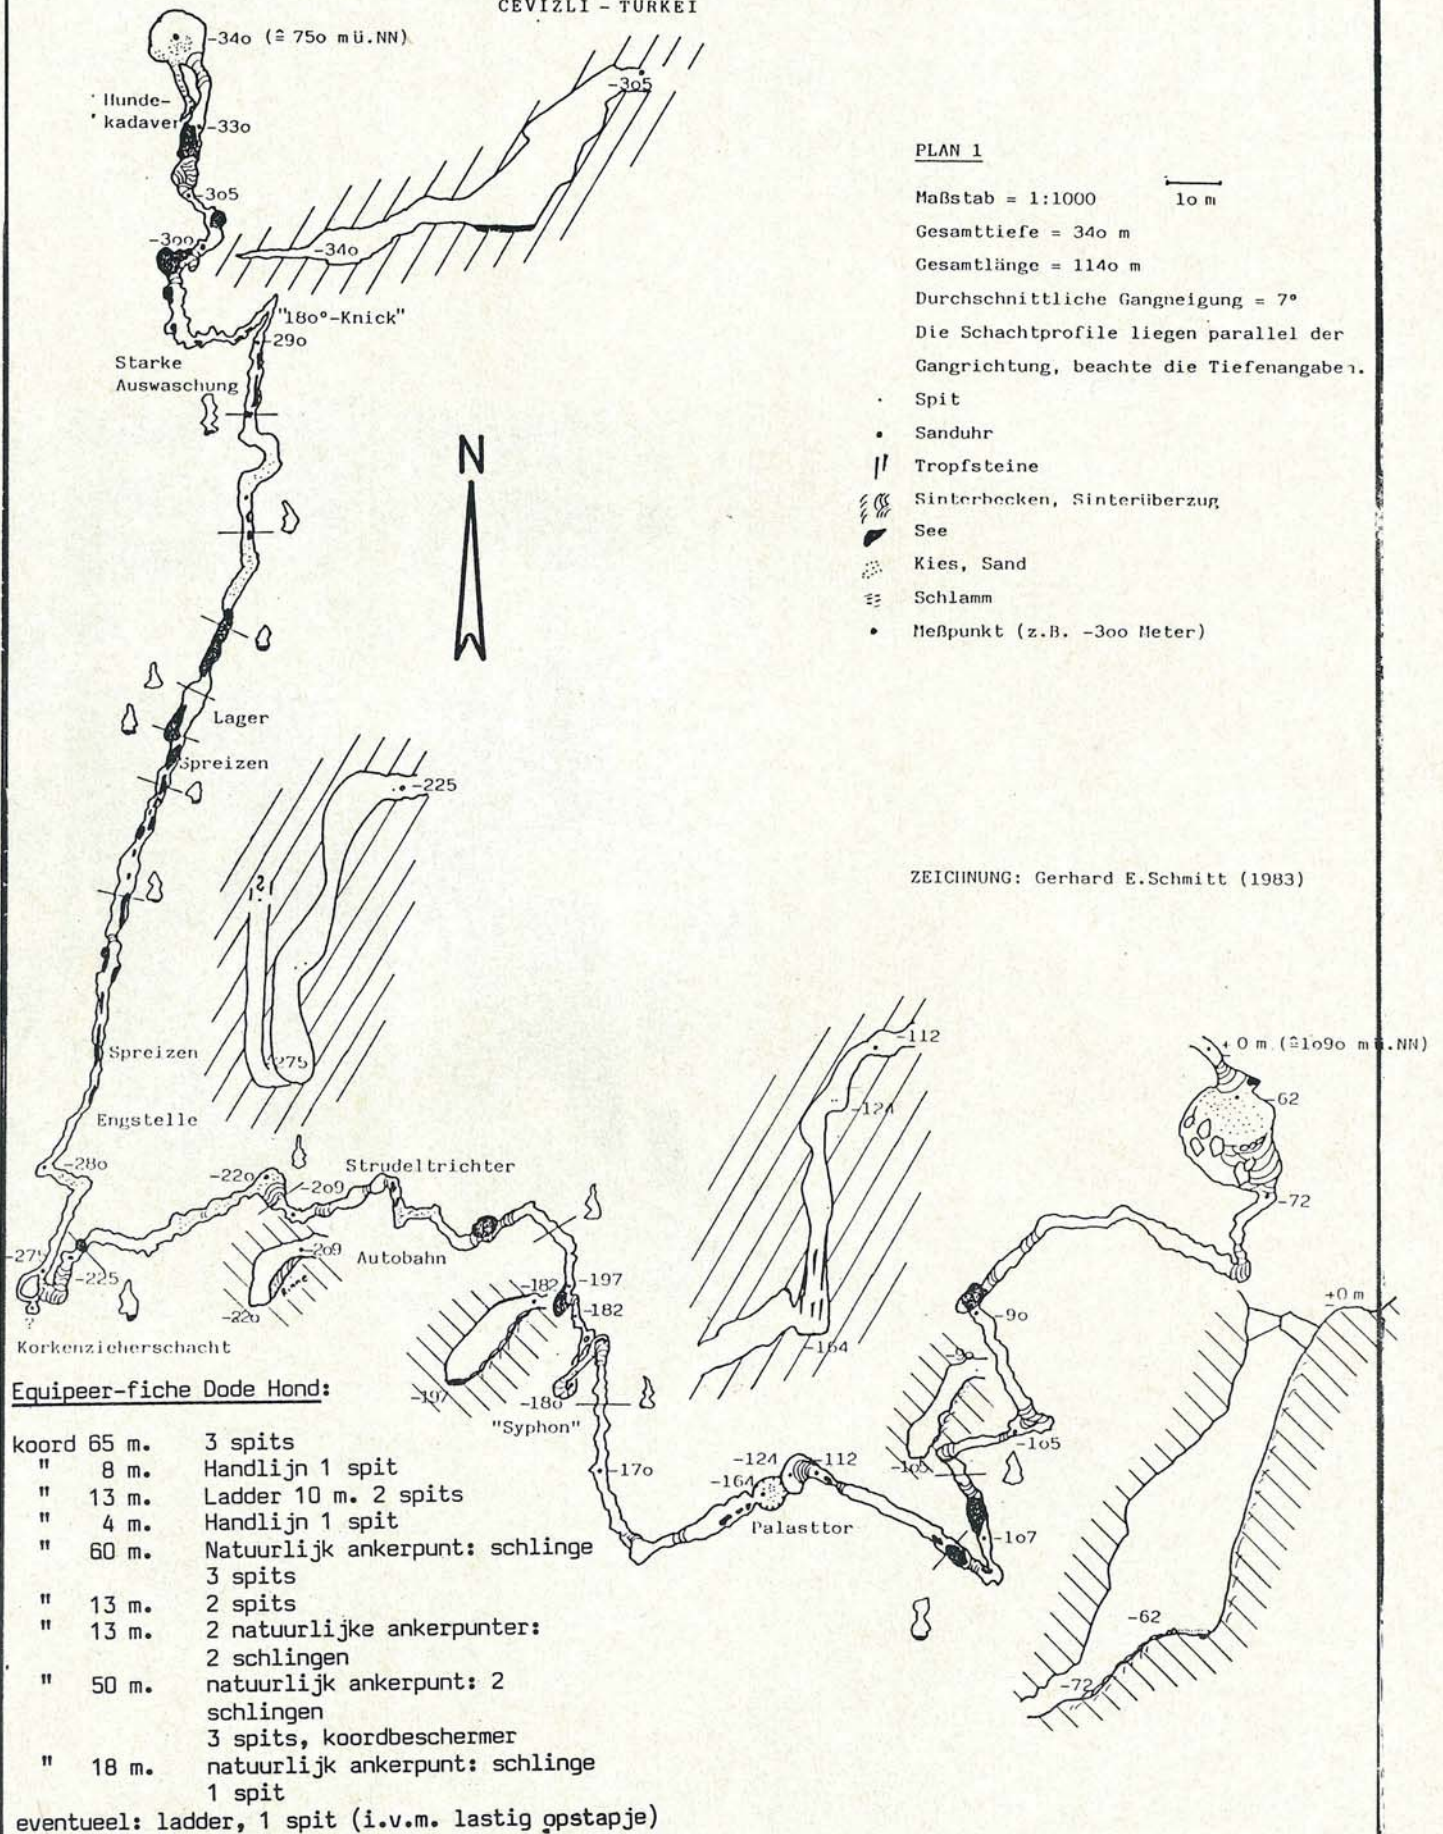 CEVIZLI - TÜRKEI
-34o (≙ 75o mü.NN)
Hunde-
kadaver
-33o
-3o5
-3oo
-3o5
-34o
"18o°-Knick"
-29o
Starke
Auswaschung
PLAN 1
Maßstab = 1:1000
1o m
Gesamttiefe = 34o m
Gesamtlänge = 114o m
Durchschnittliche Gangneigung = 7°
Die Schachtprofile liegen parallel der
Gangrichtung, beachte die Tiefenangaben.
Spit
Sanduhr
Tropfsteine
Sinterbecken, Sinterüberzug
See
Kies, Sand
Schlamm
Meßpunkt (z.B. -3oo Meter)
N
Lager
Spreizen
-225
?
-275
ZEICHNUNG: Gerhard E.Schmitt (1983)
Spreizen
Engstelle
-28o
-22o
-2o9
Strudeltrichter
Autobahn
-2o9
Rinne
-22o
-275
-225
?
Korkenzieherschacht
-182
-197
-182
-197
-18o
"Syphon"
-17o
-112
-124
-164
-124
-112
-164
Palasttor
+ O m (≙1o9o mü.NN)
-62
-72
-9o
-9o
-1o5
-1o5
-1o7
±0 m
-62
-72
Equipeer-fiche Dode Hond:
koord 65 m. 3 spits
" 8 m. Handlijn 1 spit
" 13 m. Ladder 10 m. 2 spits
" 4 m. Handlijn 1 spit
" 60 m. Natuurlijk ankerpunt: schlinge
3 spits
" 13 m. 2 spits
" 13 m. 2 natuurlijke ankerpunter:
2 schlingen
" 50 m. natuurlijk ankerpunt: 2
schlingen
3 spits, koordbeschermer
" 18 m. natuurlijk ankerpunt: schlinge
1 spit
eventueel: ladder, 1 spit (i.v.m. lastig opstapje)